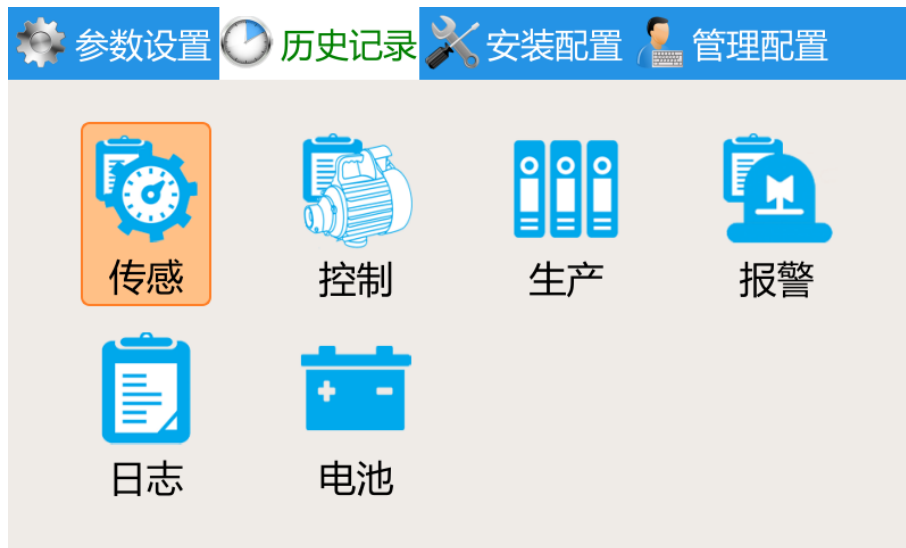 参数设置 历史记录 安装配置 管理配置
传感 控制 生产 报警
日志 电池